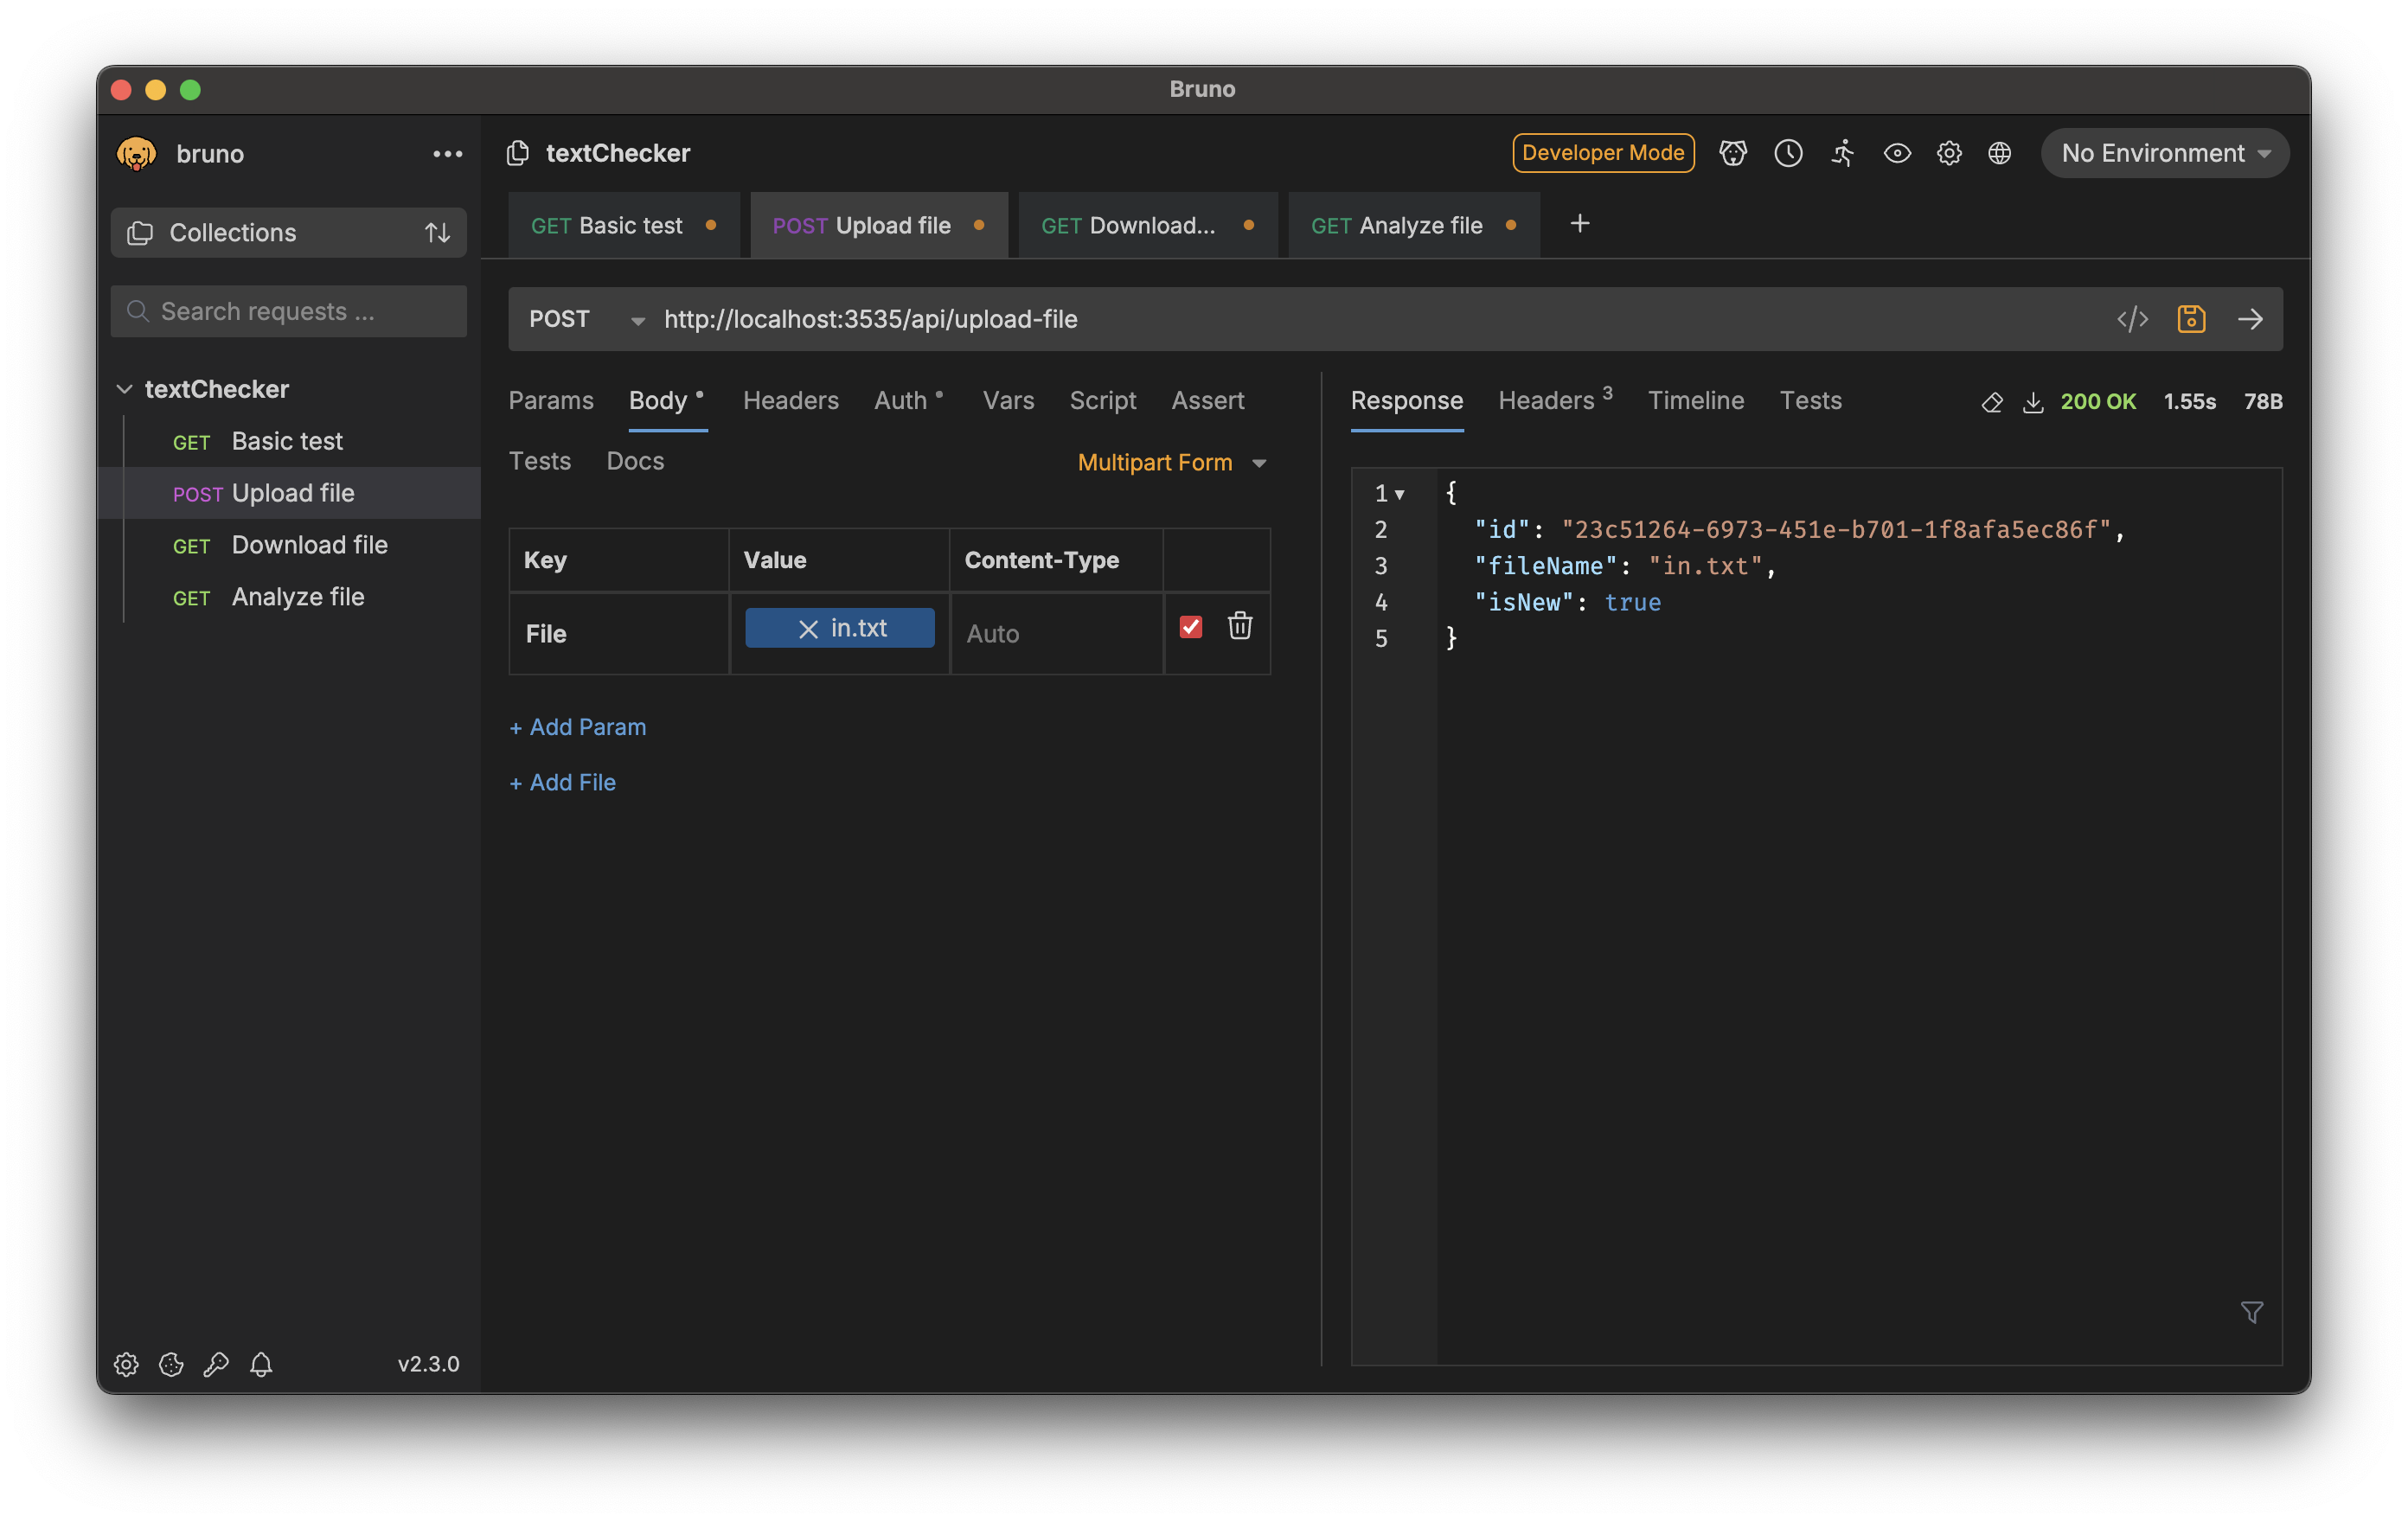 Bruno
bruno
Collections
Search requests ...
textChecker
GET Basic test
POST Upload file
GET Download file
GET Analyze file
v2.3.0
textChecker
Developer Mode
No Environment
GET Basic test
POST Upload file
GET Download...
GET Analyze file
+
POST http://localhost:3535/api/upload-file
Params Body Headers Auth Vars Script Assert
Tests Docs Multipart Form
Key Value Content-Type
File in.txt Auto
+ Add Param
+ Add File
Response Headers 3 Timeline Tests 200 OK 1.55s 78B
1 {
2 "id": "23c51264-6973-451e-b701-1f8afa5ec86f",
3 "fileName": "in.txt",
4 "isNew": true
5 }